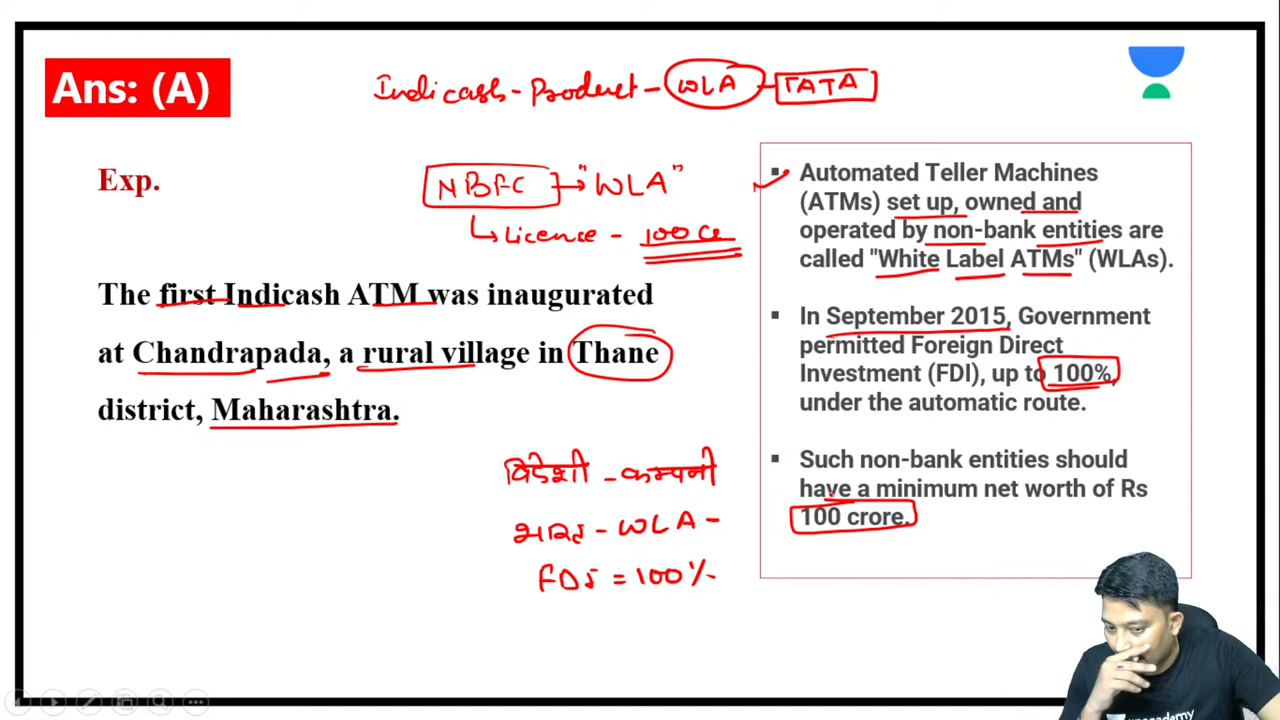 Ans: (A)
Indicash - Product - WLA - TATA
Exp.
NBFC → "WLA"
↳ Licence - 100 Cr
The first Indicash ATM was inaugurated
at Chandrapada, a rural village in Thane
district, Maharashtra.
विदेशी - कम्पनी
भारत - WLA -
FDI = 100%
▪ Automated Teller Machines
(ATMs) set up, owned and
operated by non-bank entities are
called "White Label ATMs" (WLAs).
▪ In September 2015, Government
permitted Foreign Direct
Investment (FDI), up to 100%,
under the automatic route.
▪ Such non-bank entities should
have a minimum net worth of Rs
100 crore.